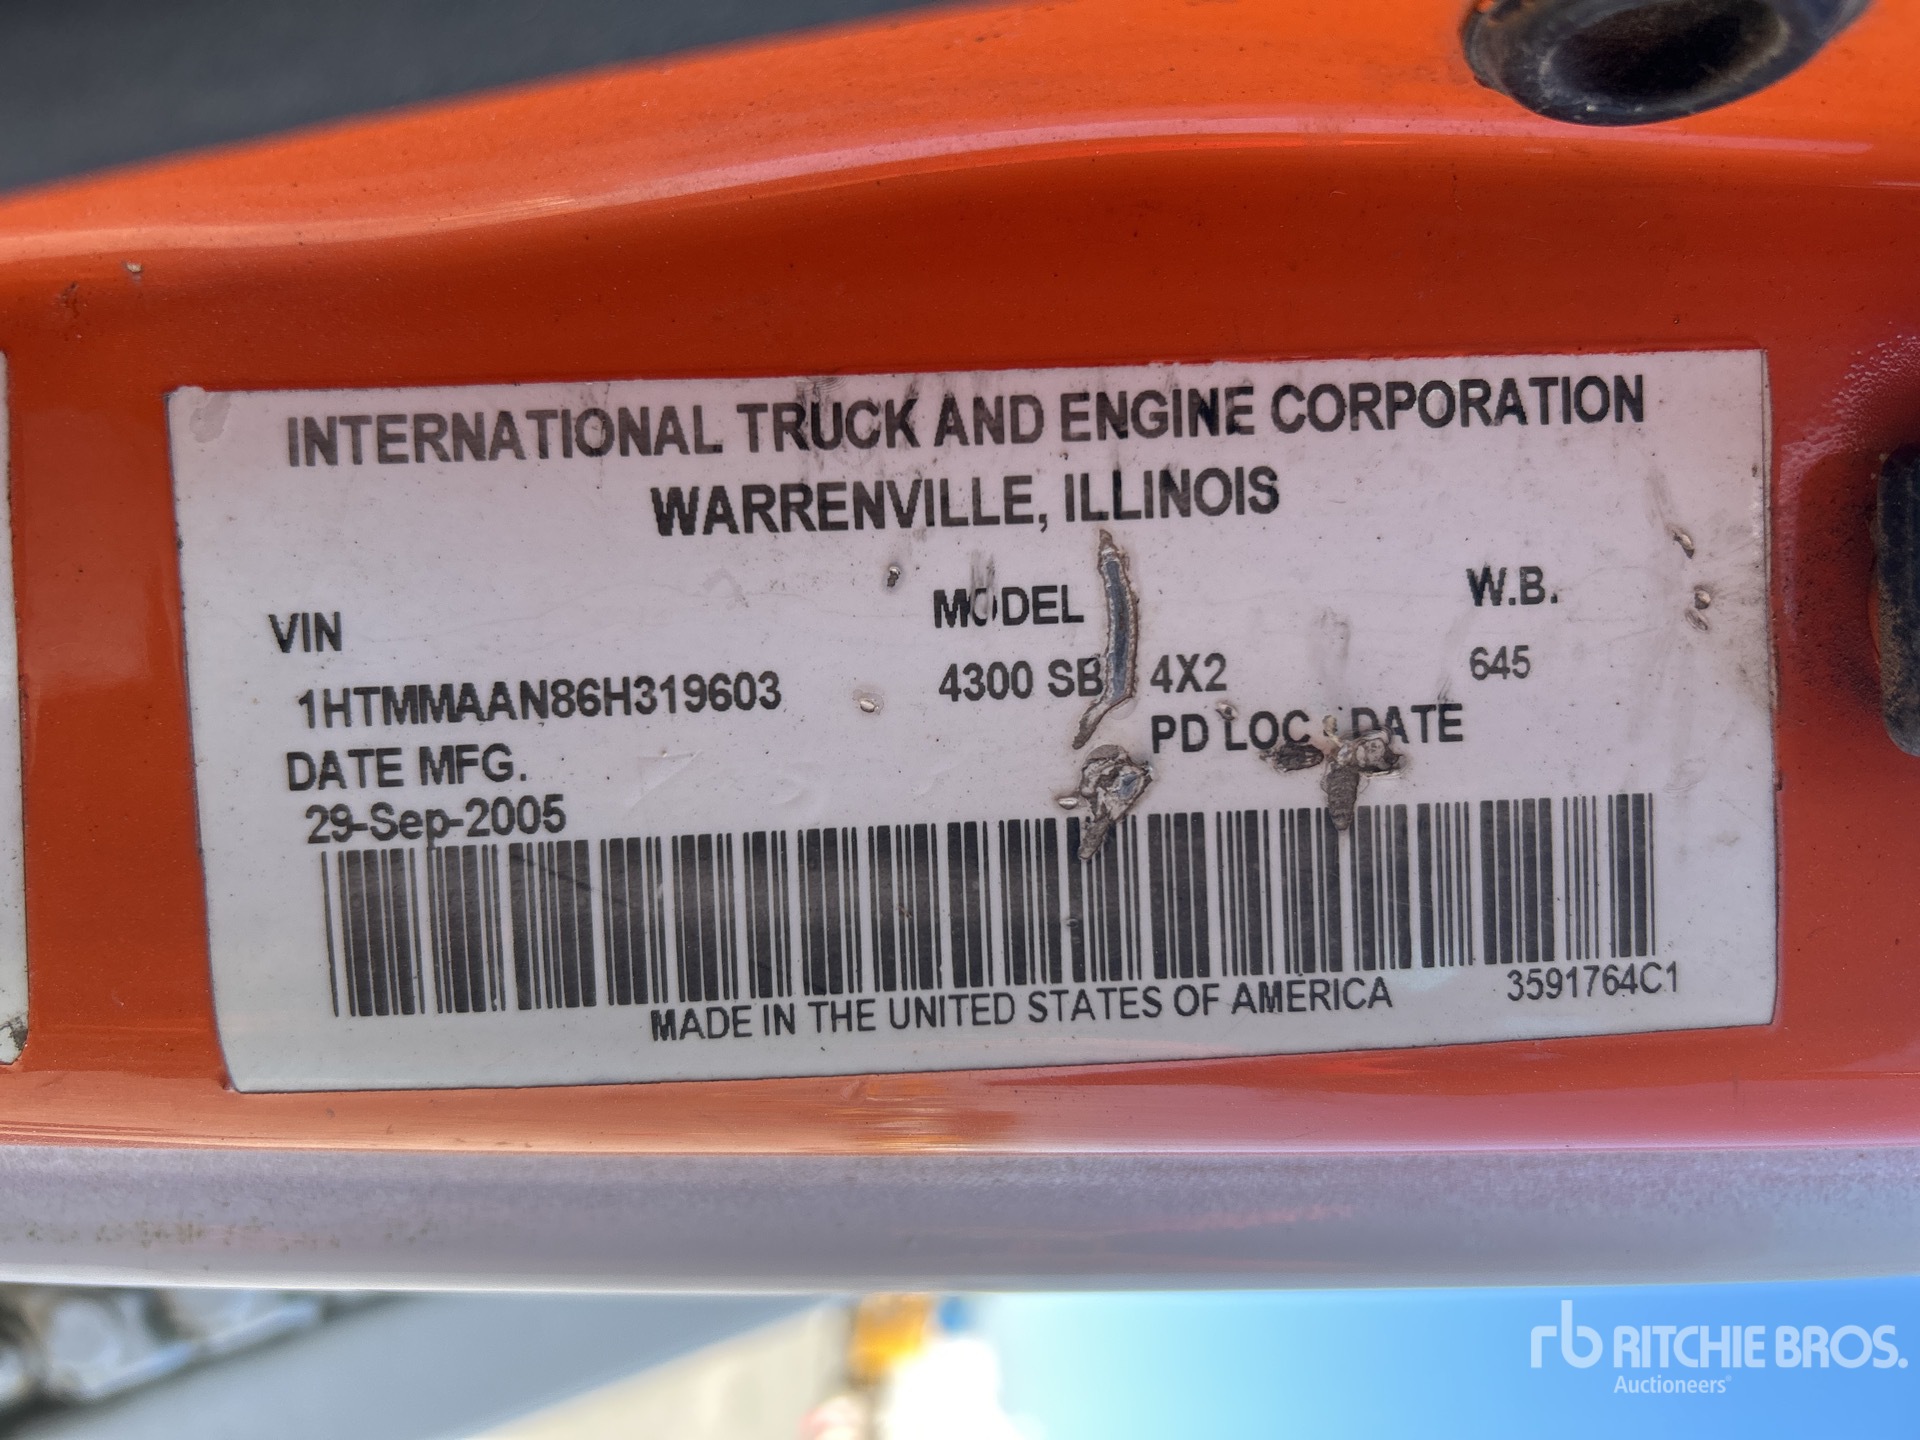 INTERNATIONAL TRUCK AND ENGINE CORPORATION
WARRENVILLE, ILLINOIS
VIN MODEL W.B.
1HTMMAAN86H319603 4300 SB 4X2 645
DATE MFG. PD LOC DATE
29-Sep-2005
MADE IN THE UNITED STATES OF AMERICA 3591764C1
rb RITCHIE BROS.
Auctioneers